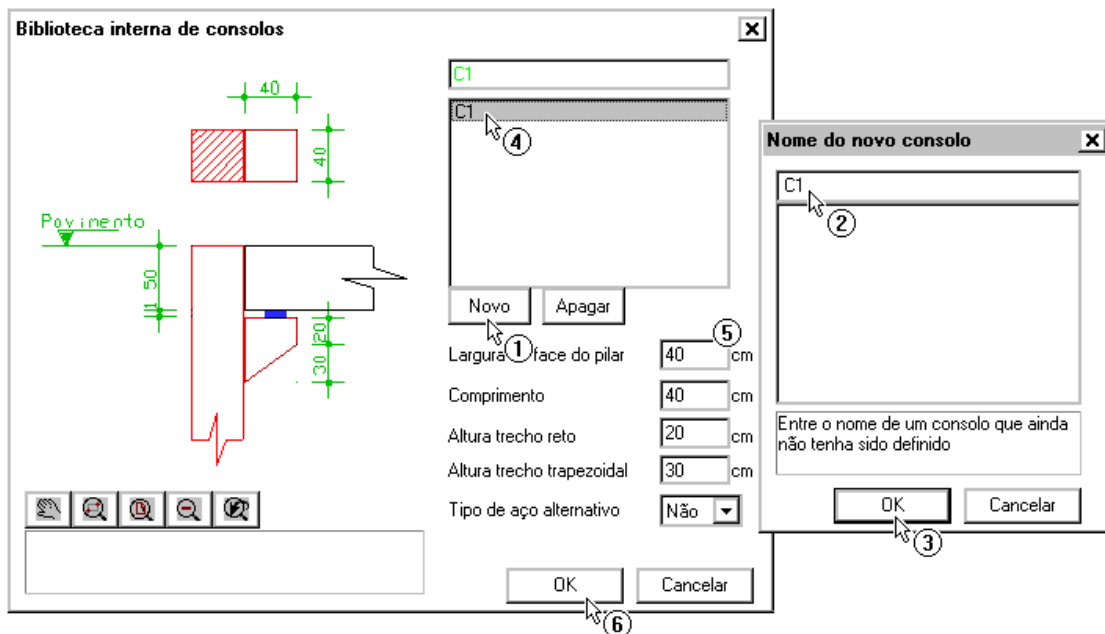 Biblioteca interna de consolos
40
40
Pavimento
50
1
20
30
C1
C1
4
Novo
Apagar
1
5
Largura face do pilar
40
cm
Comprimento
40
cm
Altura trecho reto
20
cm
Altura trecho trapezoidal
30
cm
Tipo de aço alternativo
Não
OK
Cancelar
6
Nome do novo consolo
C1
2
Entre o nome de um consolo que ainda
não tenha sido definido
OK
Cancelar
3